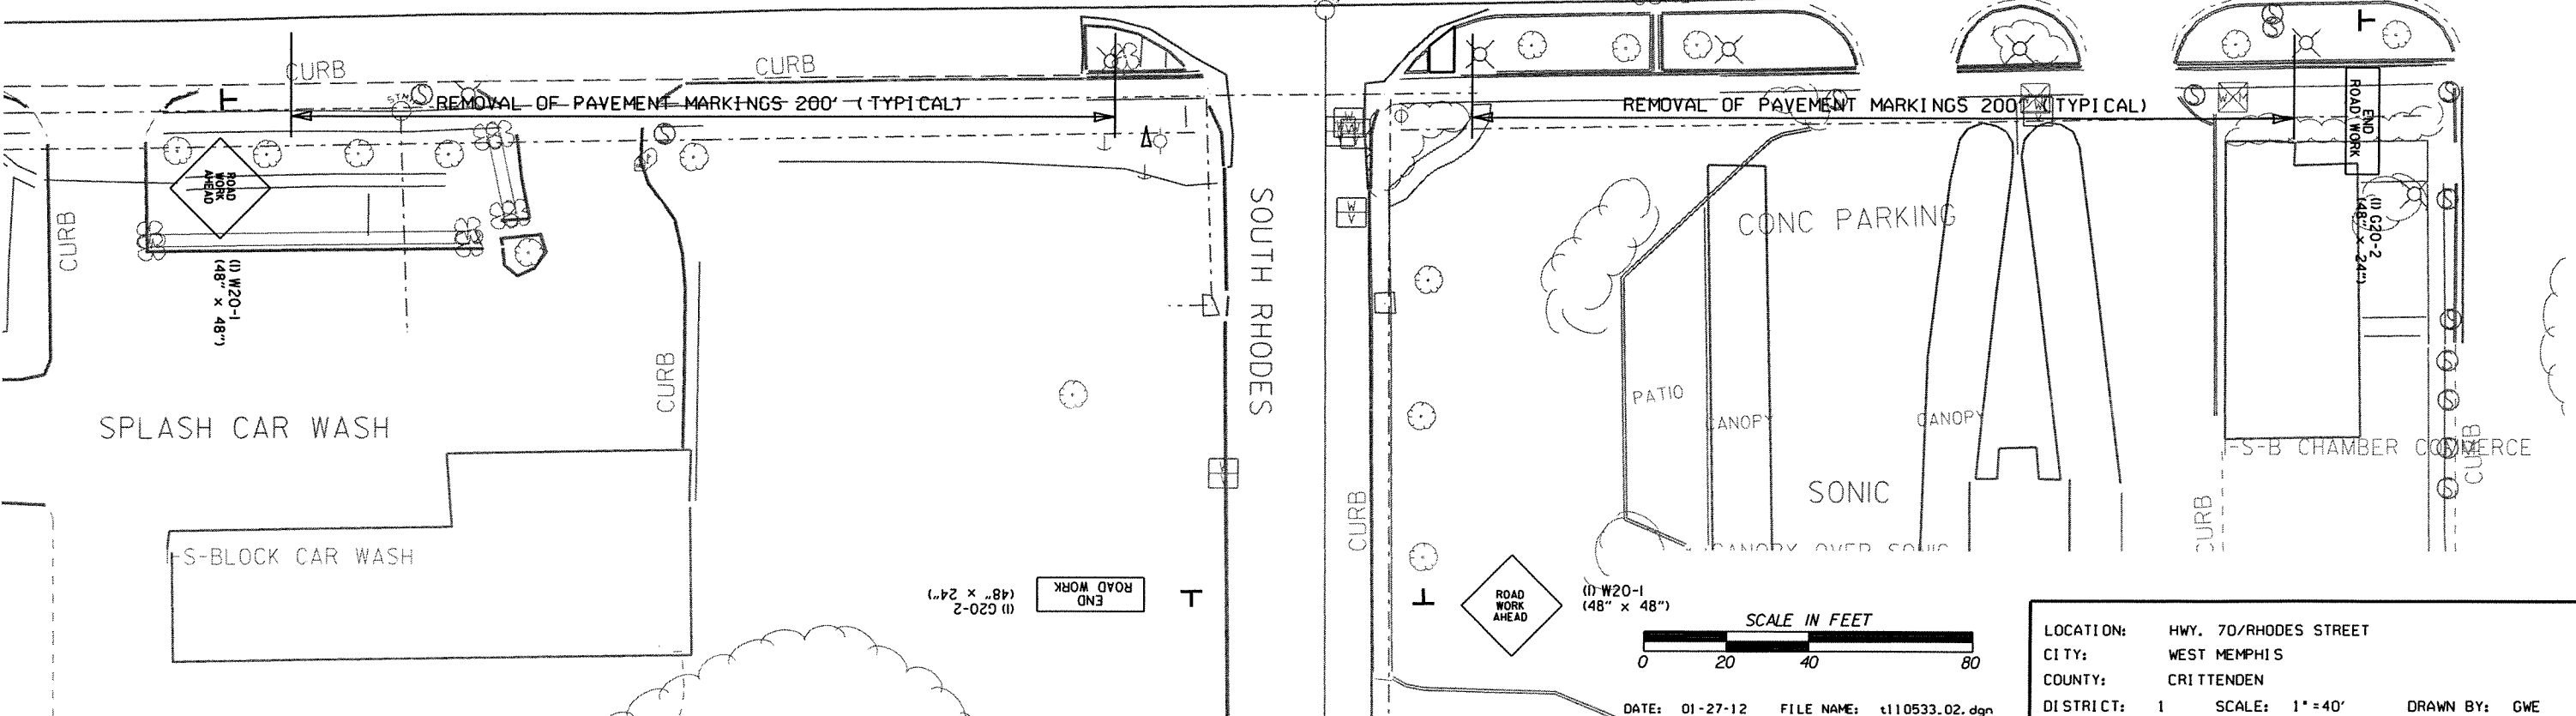 CURB
CURB
REMOVAL OF PAVEMENT MARKINGS 200' (TYPICAL)
REMOVAL OF PAVEMENT MARKINGS 200' (TYPICAL)
END
ROAD WORK
(1) G20-2
(48" x 24")
ROAD
WORK
AHEAD
(1) W20-1
(48" x 48")
CURB
SOUTH RHODES
CONC PARKING
W
V
CURB
PATIO
CANOPY
CANOPY
SPLASH CAR WASH
1-S-B CHAMBER COMMERCE
CURB
SONIC
CURB
CURB
1-S-BLOCK CAR WASH
CANOPY OVER SONIC
(1) G20-2
(48" x 24")
END
ROAD WORK
ROAD
WORK
AHEAD
(1) W20-1
(48" x 48")
SCALE IN FEET
0 20 40 80
DATE: 01-27-12 FILE NAME: t110533_02.dgn
LOCATION: HWY. 70/RHODES STREET
CITY: WEST MEMPHIS
COUNTY: CRITTENDEN
DISTRICT: 1 SCALE: 1"=40' DRAWN BY: GWE